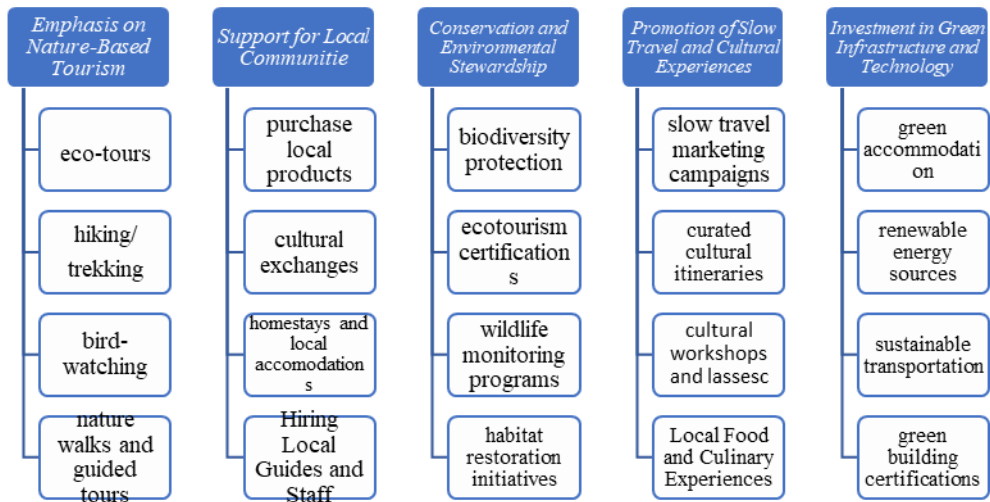 Emphasis on
Nature-Based
Tourism
eco-tours
hiking/
trekking
bird-
watching
nature
walks and
guided
tours
Support for Local
Communitie
purchase
local
products
cultural
exchanges
homestays and
local
accomodation
s
Hiring
Local
Guides and
Staff
Conservation and
Environmental
Stewardship
biodiversity
protection
ecotourism
certification
s
wildlife
monitoring
programs
habitat
restoration
initiatives
Promotion of Slow
Travel and Cultural
Experiences
slow travel
marketing
campaigns
curated
cultural
itineraries
cultural
workshops
and lassesc
Local Food
and Culinary
Experiences
Investment in Green
Infrastructure and
Technology
green
accommodati
on
renewable
energy
sources
sustainable
transportation
green
building
certifications